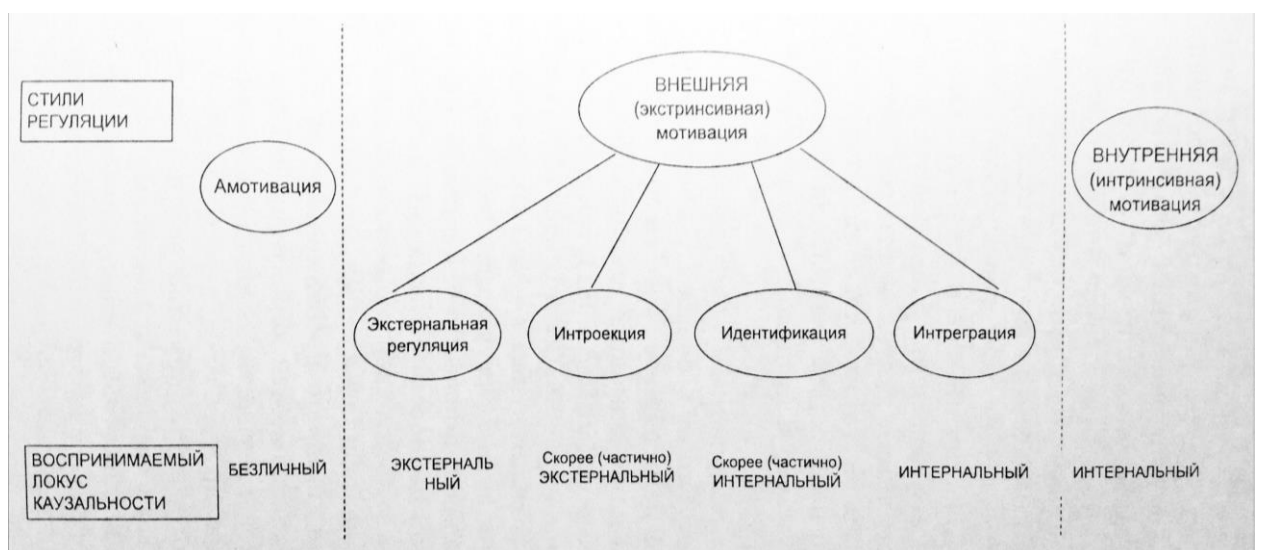 СТИЛИ
РЕГУЛЯЦИИ
Амотивация
ВНЕШНЯЯ
(экстринсивная)
мотивация
ВНУТРЕННЯЯ
(интринсивная)
мотивация
Экстернальная
регуляция
Интроекция
Идентификация
Интреграция
ВОСПРИНИМАЕМЫЙ
ЛОКУС
КАУЗАЛЬНОСТИ
БЕЗЛИЧНЫЙ
ЭКСТЕРНАЛЬ
НЫЙ
Скорее (частично)
ЭКСТЕРНАЛЬНЫЙ
Скорее (частично)
ИНТЕРНАЛЬНЫЙ
ИНТЕРНАЛЬНЫЙ
ИНТЕРНАЛЬНЫЙ